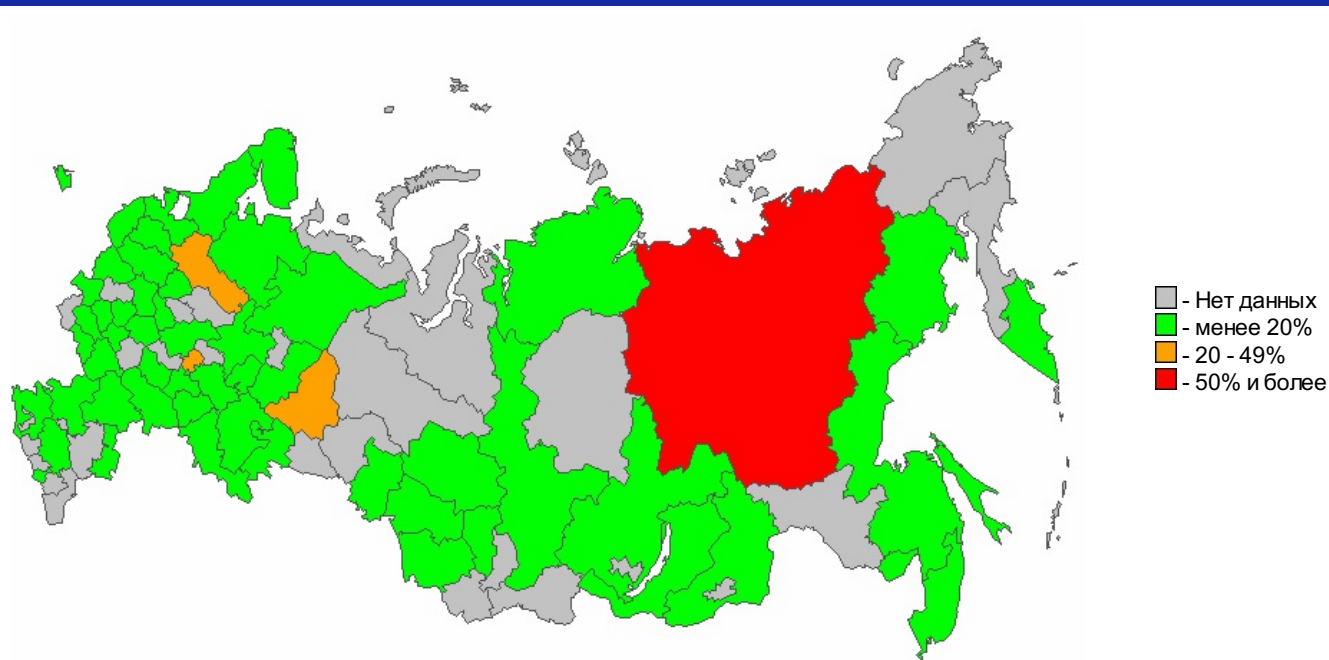 - Нет данных
- менее 20%
- 20 - 49%
- 50% и более